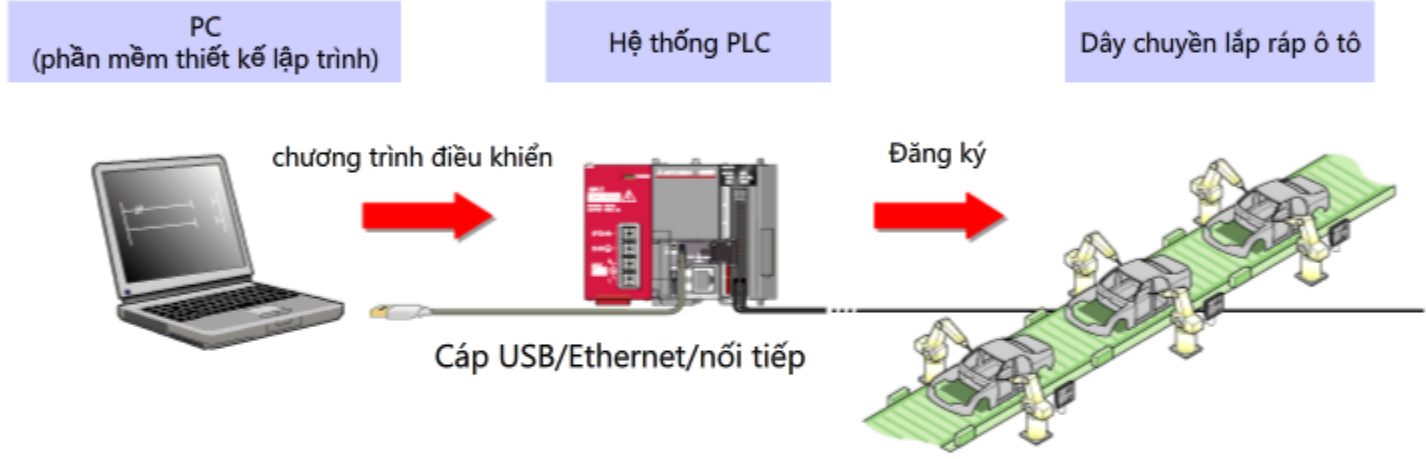 PC
(phần mềm thiết kế lập trình)
Hệ thống PLC
Dây chuyền lắp ráp ô tô
chương trình điều khiển
Đăng ký
Cáp USB/Ethernet/nối tiếp